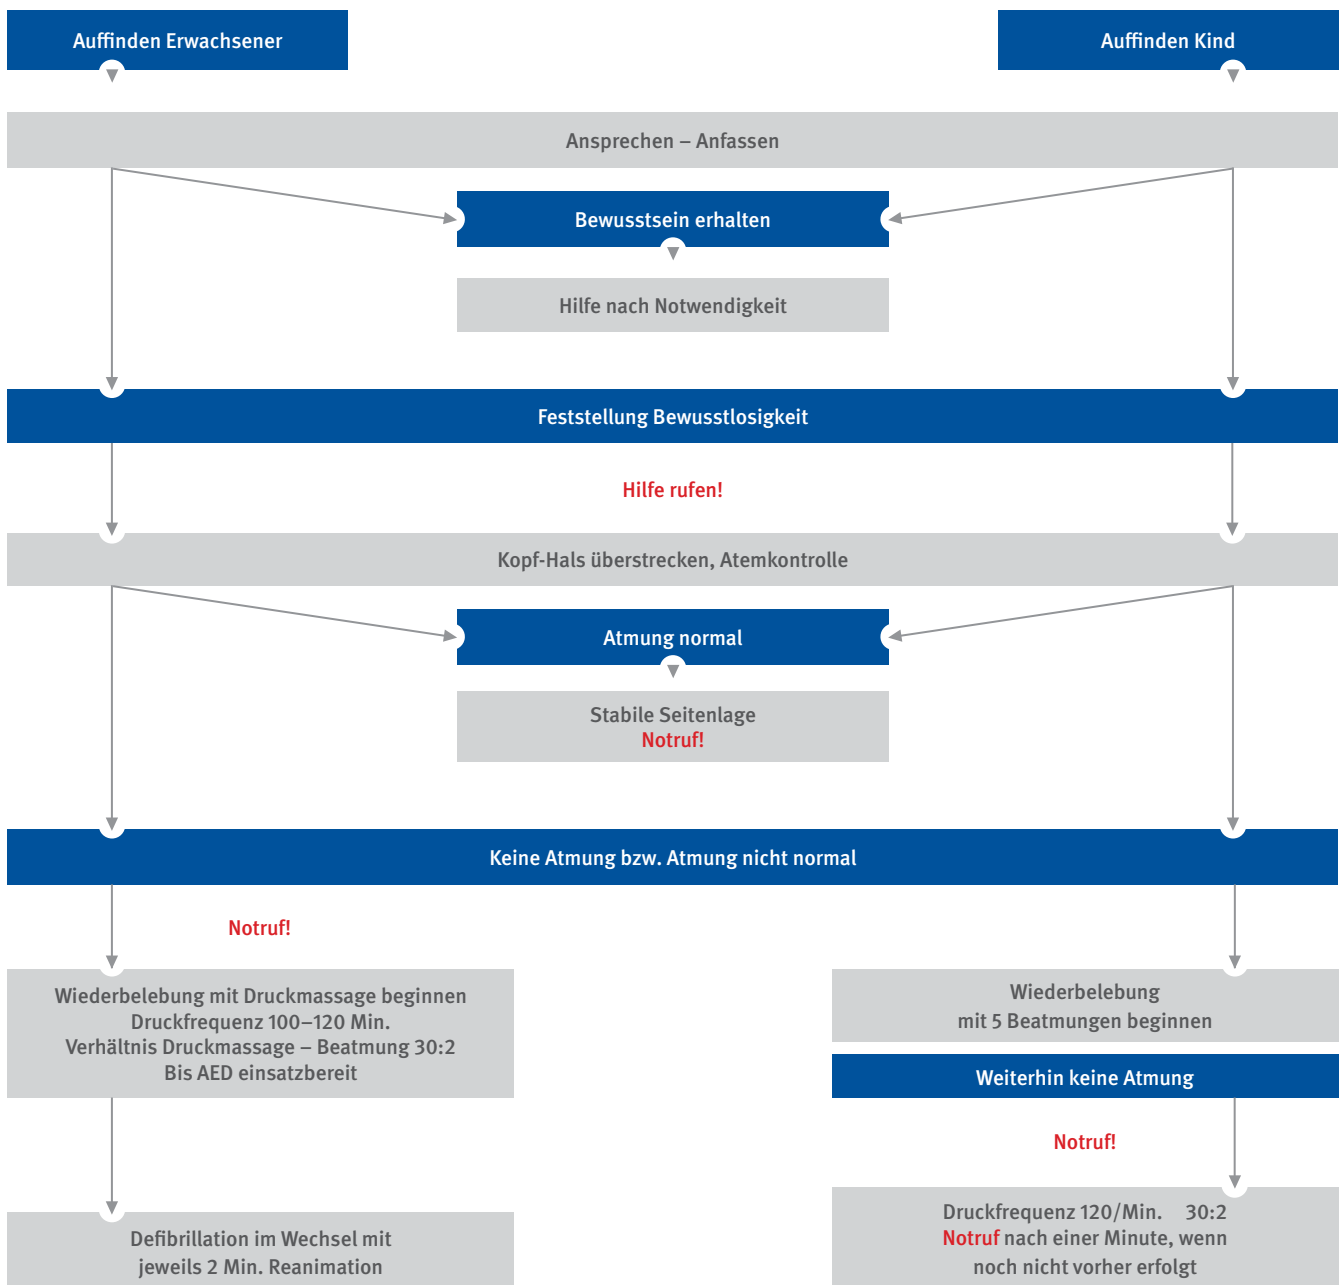 Auffinden Erwachsener
Auffinden Kind
Ansprechen – Anfassen
Bewusstsein erhalten
Hilfe nach Notwendigkeit
Feststellung Bewusstlosigkeit
Hilfe rufen!
Kopf-Hals überstrecken, Atemkontrolle
Atmung normal
Stabile Seitenlage
Notruf!
Keine Atmung bzw. Atmung nicht normal
Notruf!
Wiederbelebung mit Druckmassage beginnen
Druckfrequenz 100–120 Min.
Verhältnis Druckmassage – Beatmung 30:2
Bis AED einsatzbereit
Defibrillation im Wechsel mit
jeweils 2 Min. Reanimation
Wiederbelebung
mit 5 Beatmungen beginnen
Weiterhin keine Atmung
Notruf!
Druckfrequenz 120/Min. 30:2
Notruf nach einer Minute, wenn
noch nicht vorher erfolgt